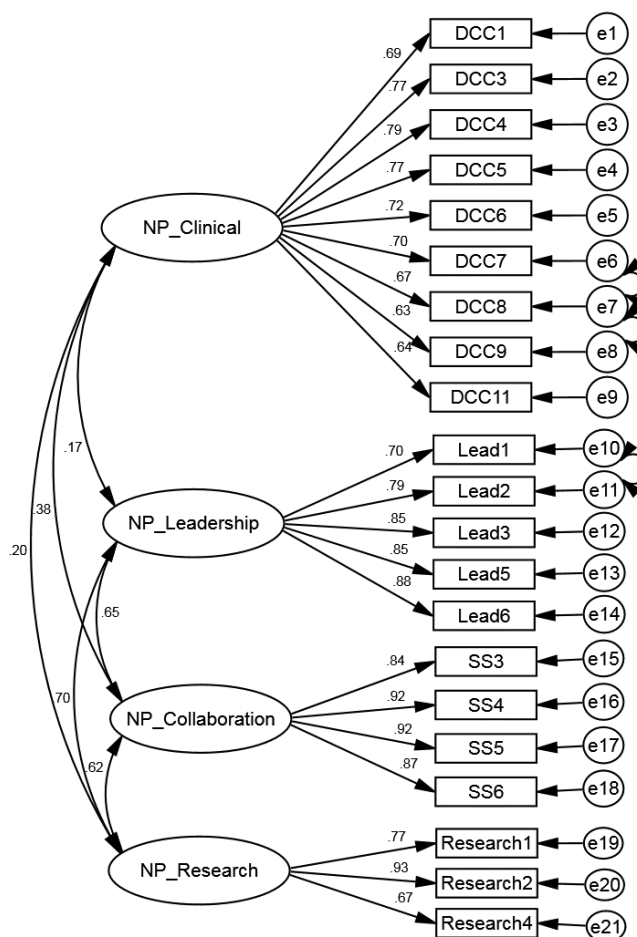 .69 DCC1 e1
.77 DCC3 e2
.79 DCC4 e3
.77 DCC5 e4
.72 DCC6 e5
NP_Clinical
.70 DCC7 e6
.67 DCC8 e7
.63 DCC9 e8
.64 DCC11 e9
.17
.38
.20
.70 Lead1 e10
.79 Lead2 e11
NP_Leadership
.85 Lead3 e12
.85 Lead5 e13
.88 Lead6 e14
.65
.70
.62
.84 SS3 e15
.92 SS4 e16
NP_Collaboration
.92 SS5 e17
.87 SS6 e18
.77 Research1 e19
NP_Research
.93 Research2 e20
.67 Research4 e21